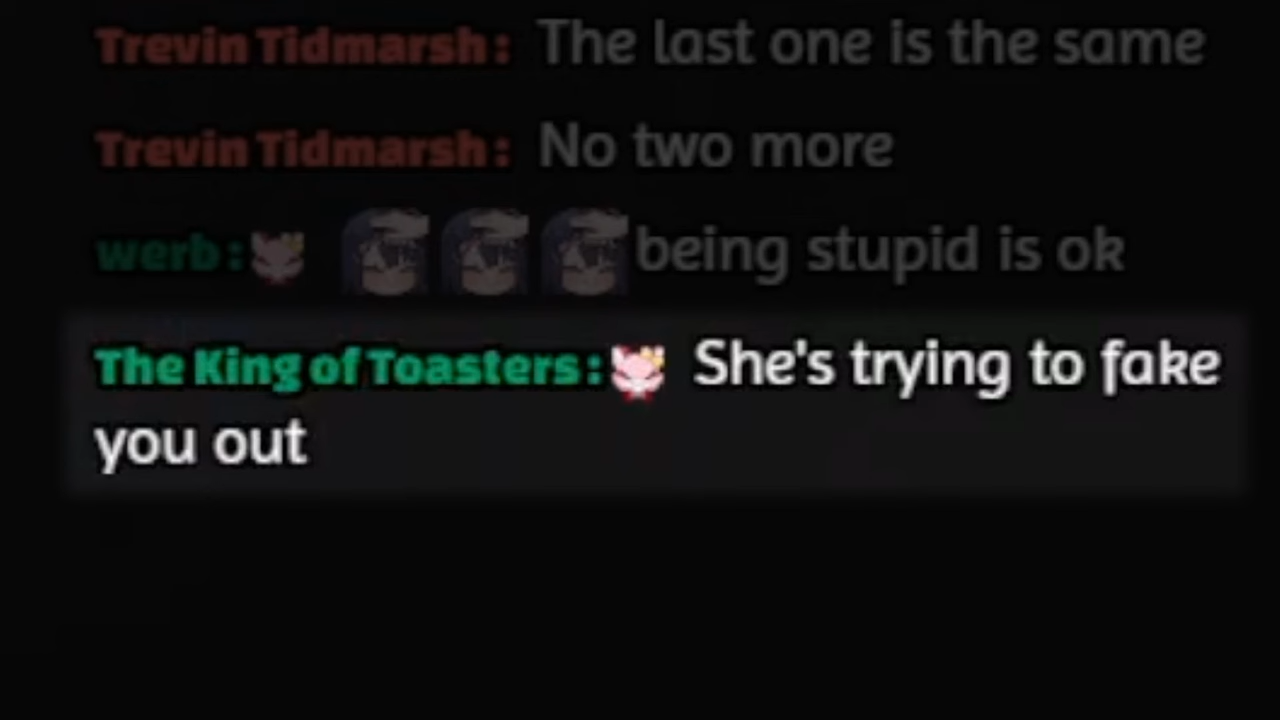 Trevin Tidmarsh: The last one is the same
Trevin Tidmarsh: No two more
werb: being stupid is ok
The King of Toasters: She's trying to fake
you out